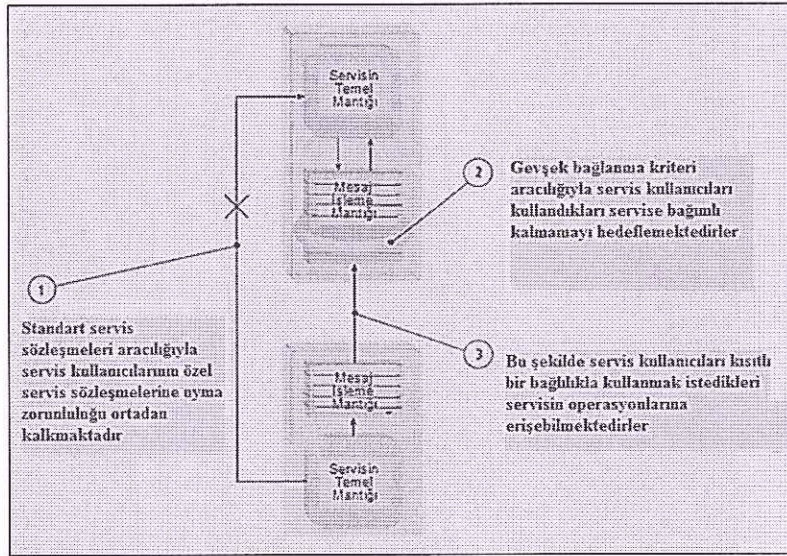 Servisin
Temel
Mantığı
Mesaj
İşleme
Mantığı
2
Gevşek bağlanma kriteri
aracılığıyla servis kullanıcıları
kullandıkları servise bağımlı
kalmamayı hedeflemektedirler
1
Standart servis
sözleşmeleri aracılığıyla
servis kullanıcılarının özel
servis sözleşmelerine uyma
zorunluluğu ortadan
kalkmaktadır
3
Bu şekilde servis kullanıcıları kısıtlı
bir bağlılıkla kullanmak istedikleri
servisin operasyonlarına
erişebilmektedirler
Mesaj
İşleme
Mantığı
Servisin
Temel
Mantığı